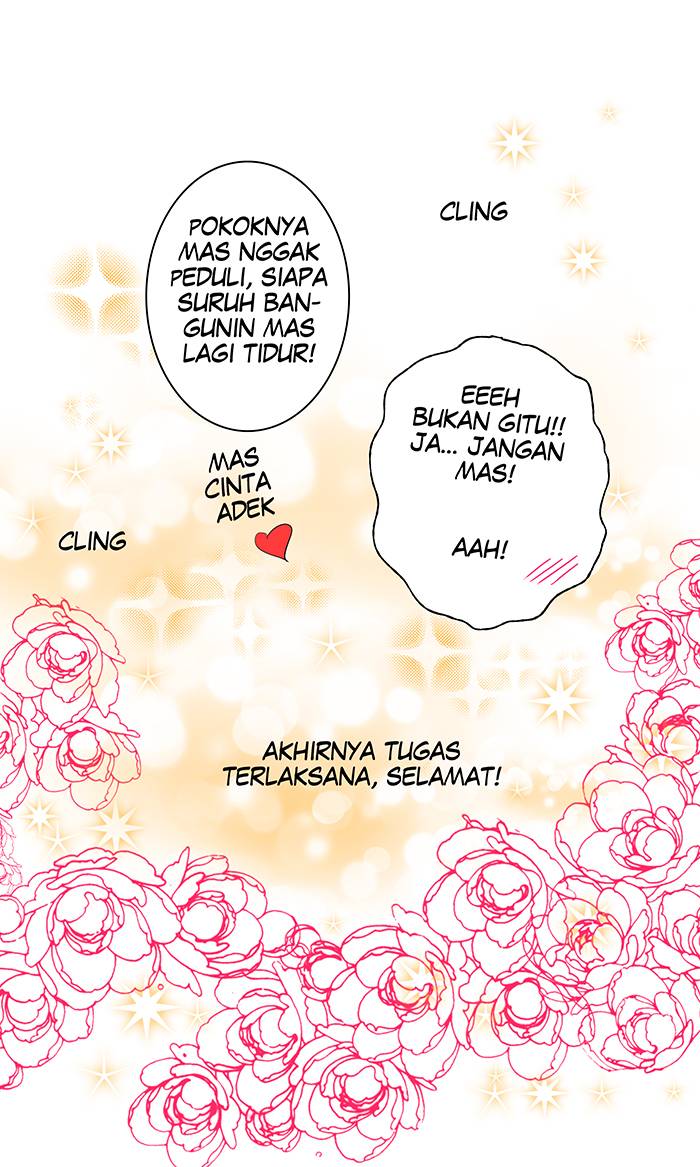 CLING
POKOKNYA
MAS NGGAK
PEDULI, SIAPA
SURUH BAN-
GUNIN MAS
LAGI TIDUR!
EEEH
BUKAN GITU!!
JA... JANGAN
MAS!
AAH!
MAS
CINTA
ADEK
CLING
AKHIRNYA TUGAS
TERLAKSANA, SELAMAT!